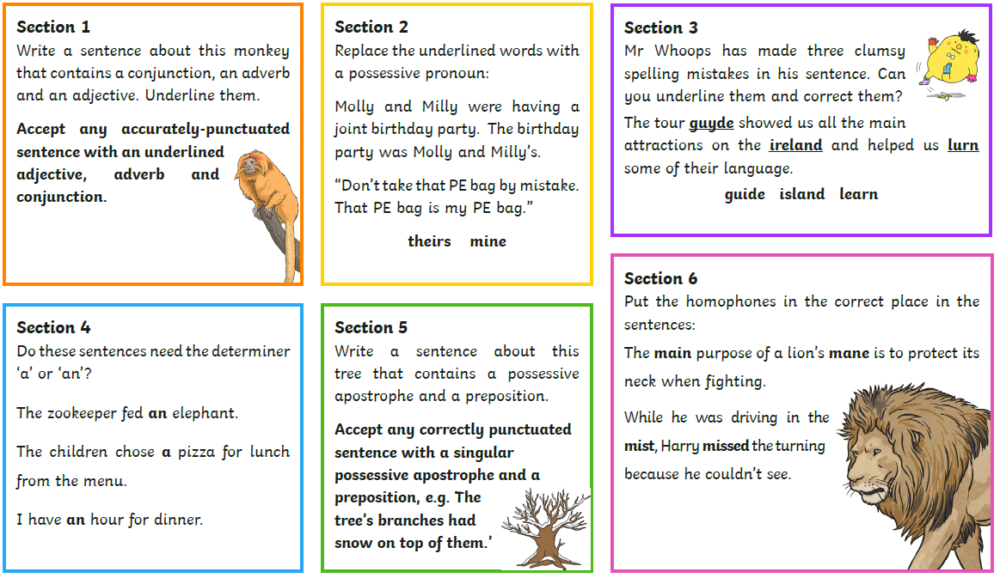 Section 1
Write a sentence about this monkey
that contains a conjunction, an adverb
and an adjective. Underline them.
Accept any accurately-punctuated
sentence with an underlined
adjective, adverb and
conjunction.
Section 2
Replace the underlined words with
a possessive pronoun:
Molly and Milly were having a
joint birthday party. The birthday
party was Molly and Milly’s.
“Don’t take that PE bag by mistake.
That PE bag is my PE bag.”
theirs mine
Section 3
Mr Whoops has made three clumsy
spelling mistakes in his sentence. Can
you underline them and correct them?
The tour guyde showed us all the main
attractions on the ireland and helped us lurn
some of their language.
guide island learn
Section 4
Do these sentences need the determiner
‘a’ or ‘an’?
The zookeeper fed an elephant.
The children chose a pizza for lunch
from the menu.
I have an hour for dinner.
Section 5
Write a sentence about this
tree that contains a possessive
apostrophe and a preposition.
Accept any correctly punctuated
sentence with a singular
possessive apostrophe and a
preposition, e.g. The
tree’s branches had
snow on top of them.’
Section 6
Put the homophones in the correct place in the
sentences:
The main purpose of a lion’s mane is to protect its
neck when fighting.
While he was driving in the
mist, Harry missed the turning
because he couldn’t see.